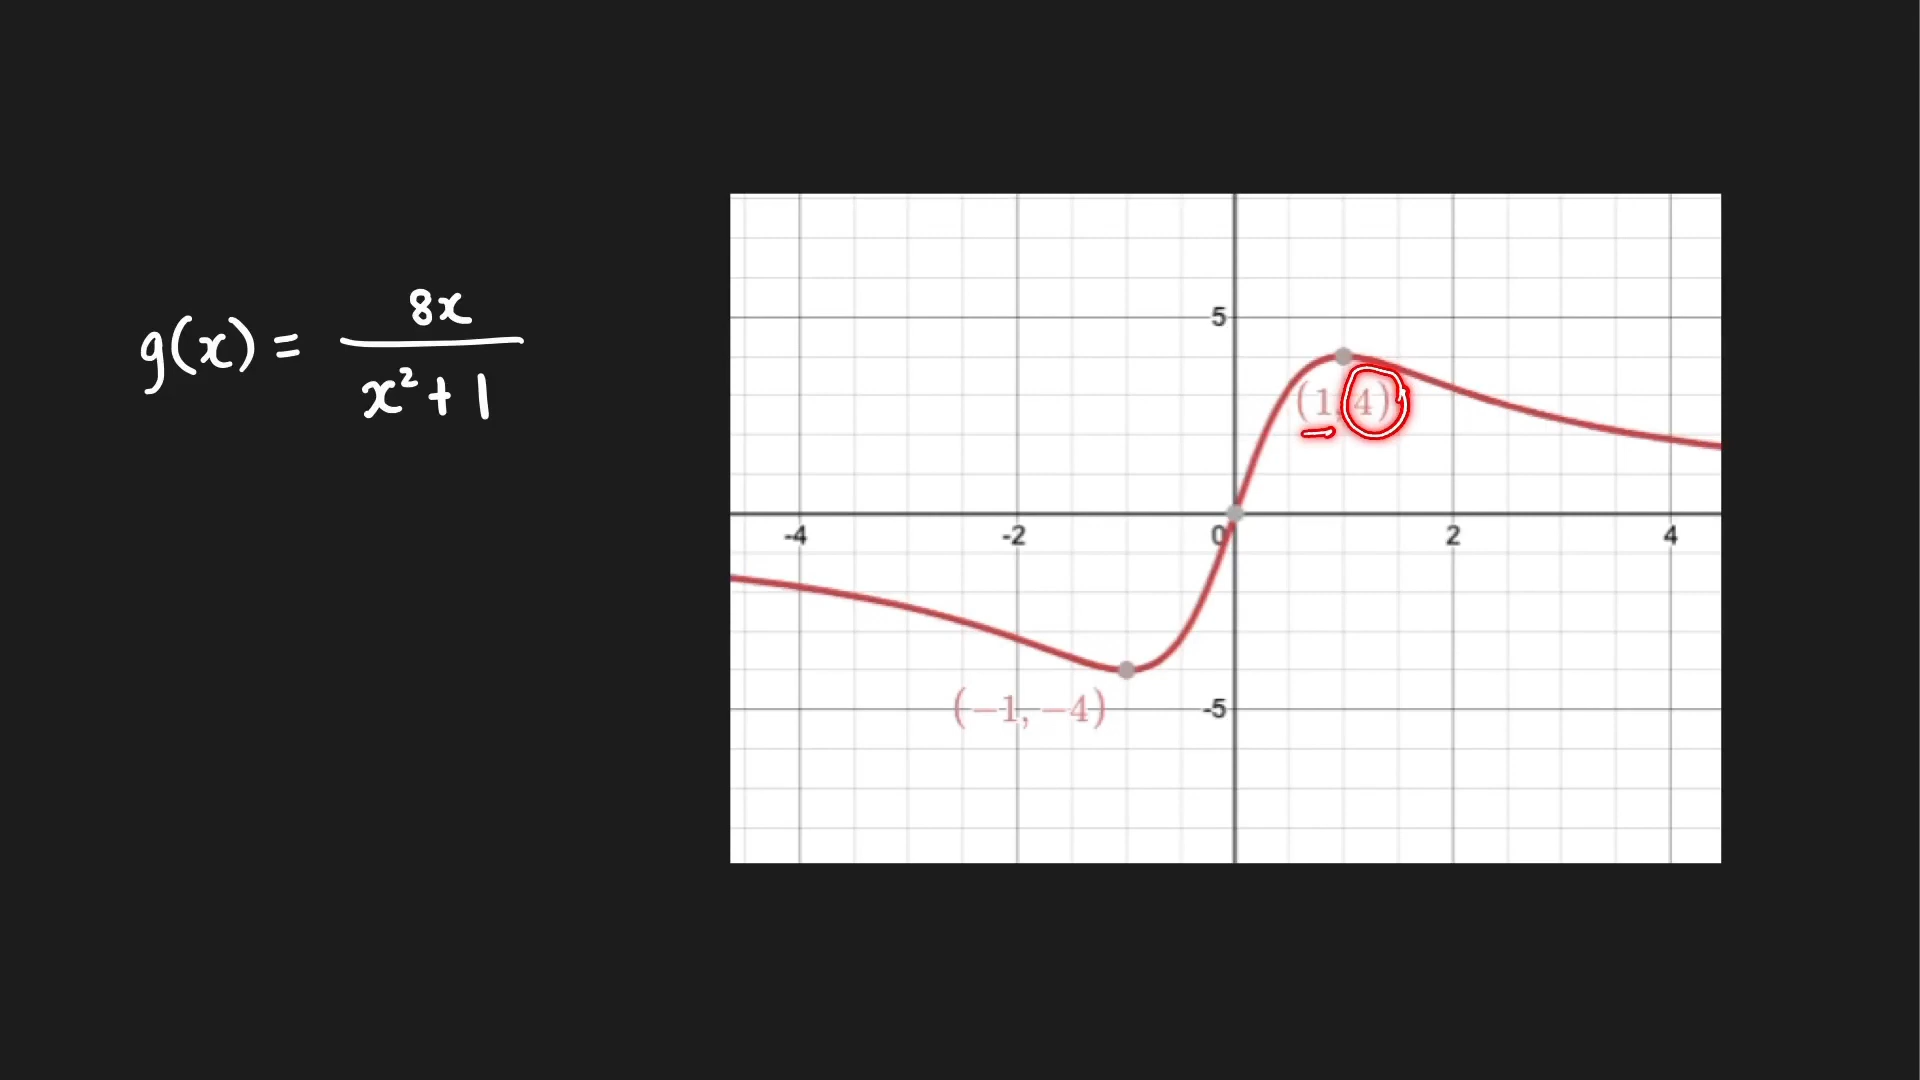 g(x) = 8x / x² + 1
5
(1, 4)
-4 -2 0 2 4
(−1, −4)
-5